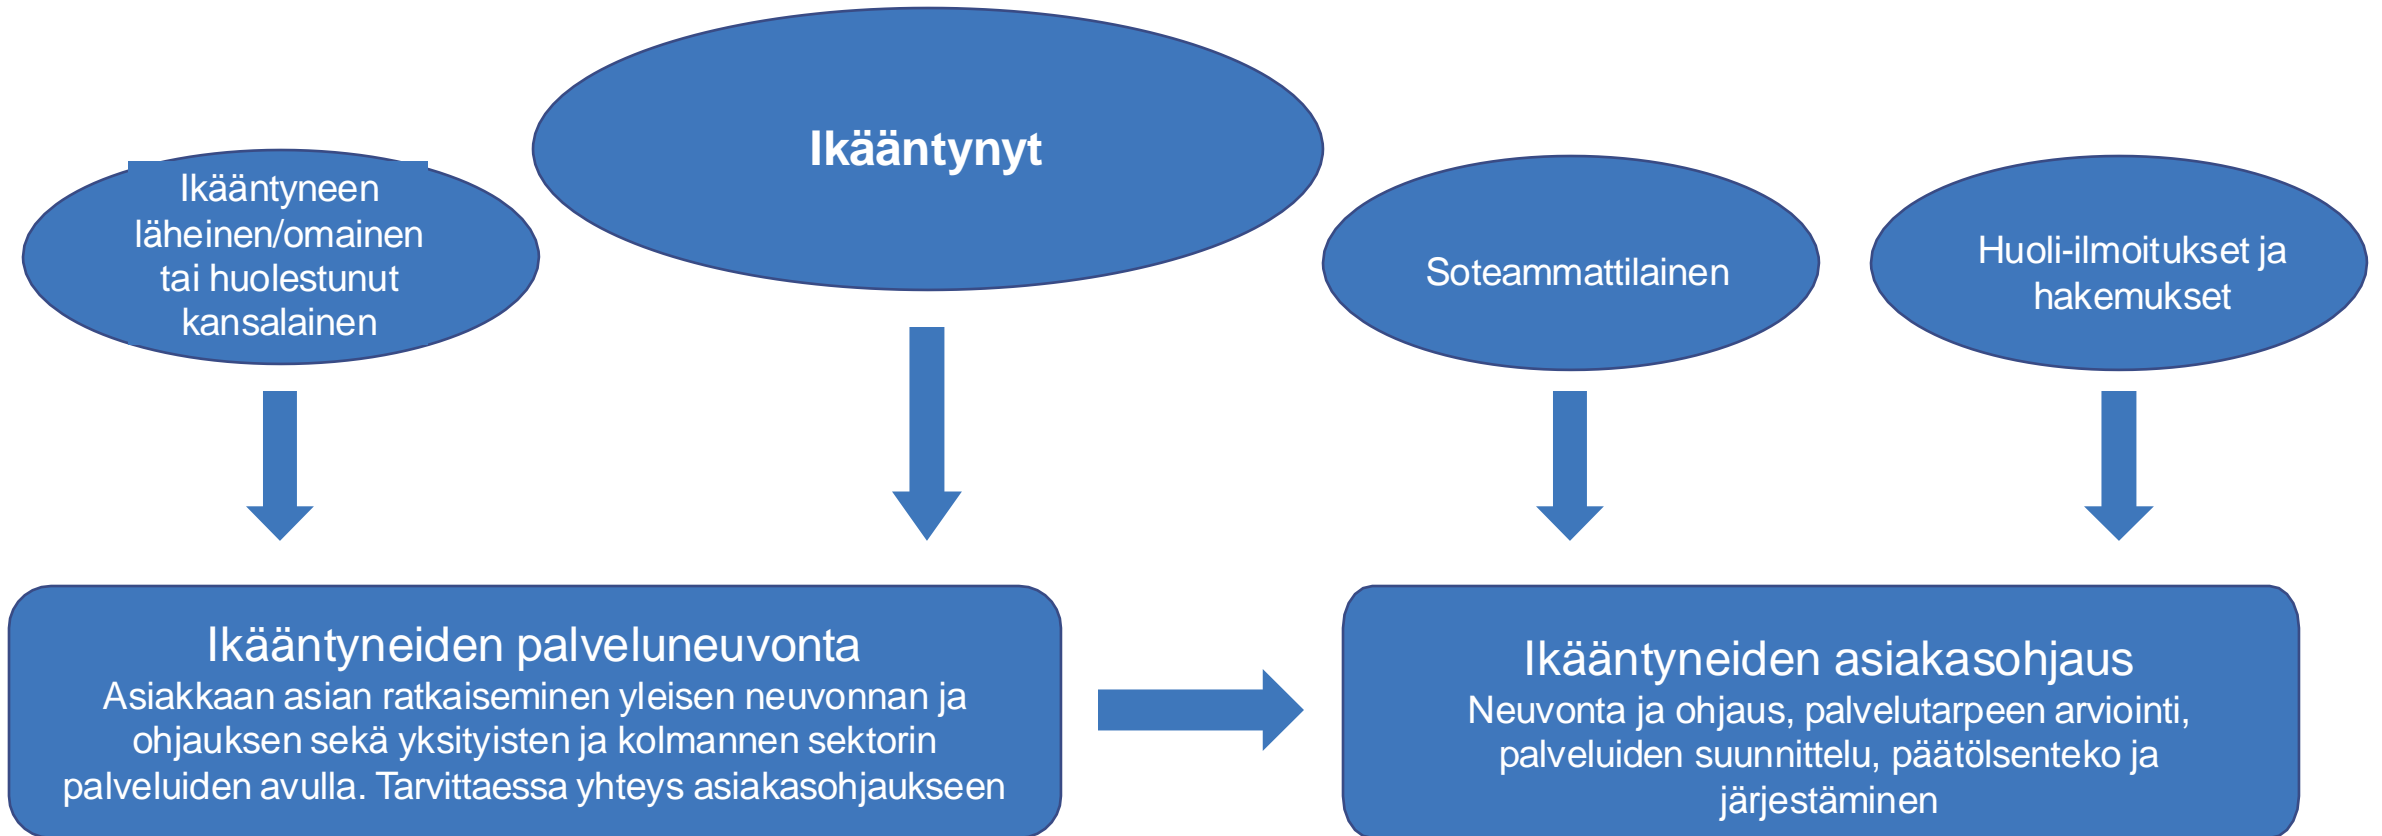 Ikääntynyt
Ikääntyneen
läheinen/omainen
tai huolestunut
kansalainen
Soteammattilainen
Huoli-ilmoitukset ja
hakemukset
Ikääntyneiden palveluneuvonta
Asiakkaan asian ratkaiseminen yleisen neuvonnan ja
ohjauksen sekä yksityisten ja kolmannen sektorin
palveluiden avulla. Tarvittaessa yhteys asiakasohjaukseen
Ikääntyneiden asiakasohjaus
Neuvonta ja ohjaus, palvelutarpeen arviointi,
palveluiden suunnittelu, päätölsenteko ja
järjestäminen